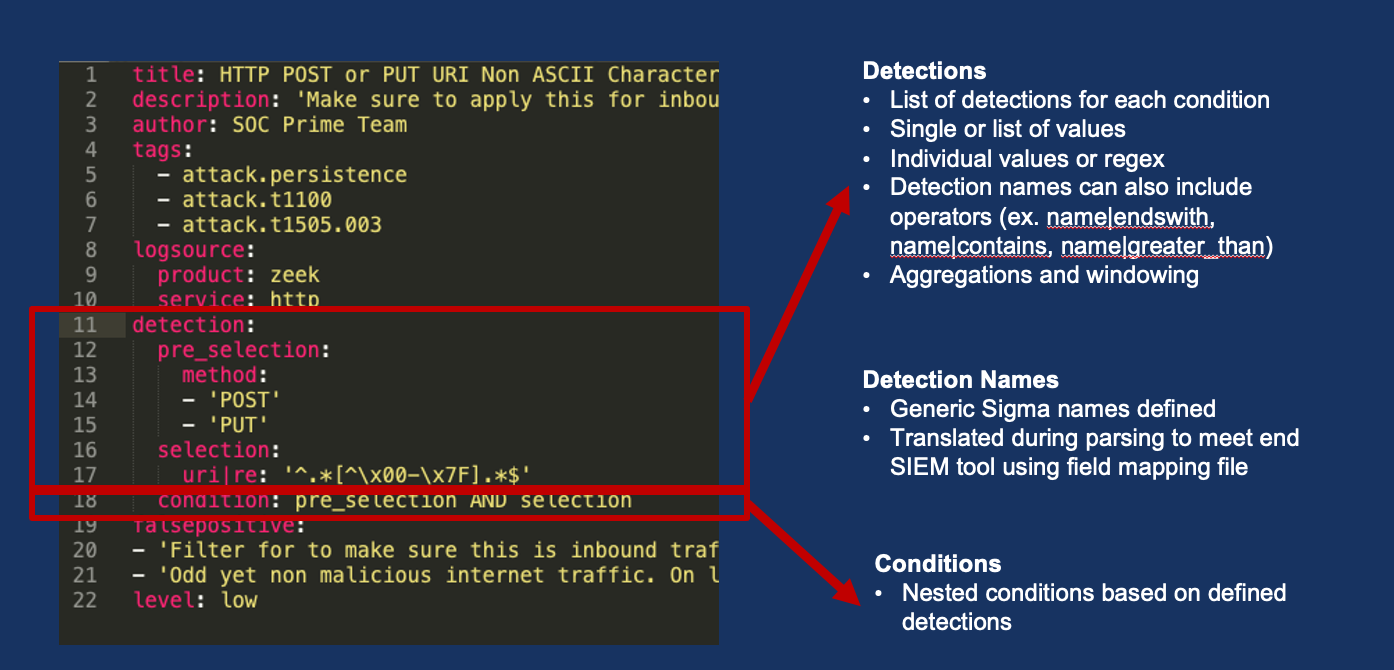 1 title: HTTP POST or PUT URI Non ASCII Character
2 description: 'Make sure to apply this for inbou
3 author: SOC Prime Team
4 tags:
5 - attack.persistence
6 - attack.t1100
7 - attack.t1505.003
8 logsource:
9 product: zeek
10 service: http
11 detection:
12 pre_selection:
13 method:
14 - 'POST'
15 - 'PUT'
16 selection:
17 uri|re: '^.*[^\x00-\x7F].*$'
18 condition: pre_selection AND selection
19 falsepositive:
20 - 'Filter for to make sure this is inbound traf
21 - 'Odd yet non malicious internet traffic. On l
22 level: low
Detections
• List of detections for each condition
• Single or list of values
• Individual values or regex
• Detection names can also include
operators (ex. name|endswith,
name|contains, name|greater_than)
• Aggregations and windowing
Detection Names
• Generic Sigma names defined
• Translated during parsing to meet end
SIEM tool using field mapping file
Conditions
• Nested conditions based on defined
detections